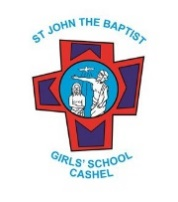 ST JOHN THE BAPTIST
GIRLS' SCHOOL
CASHEL